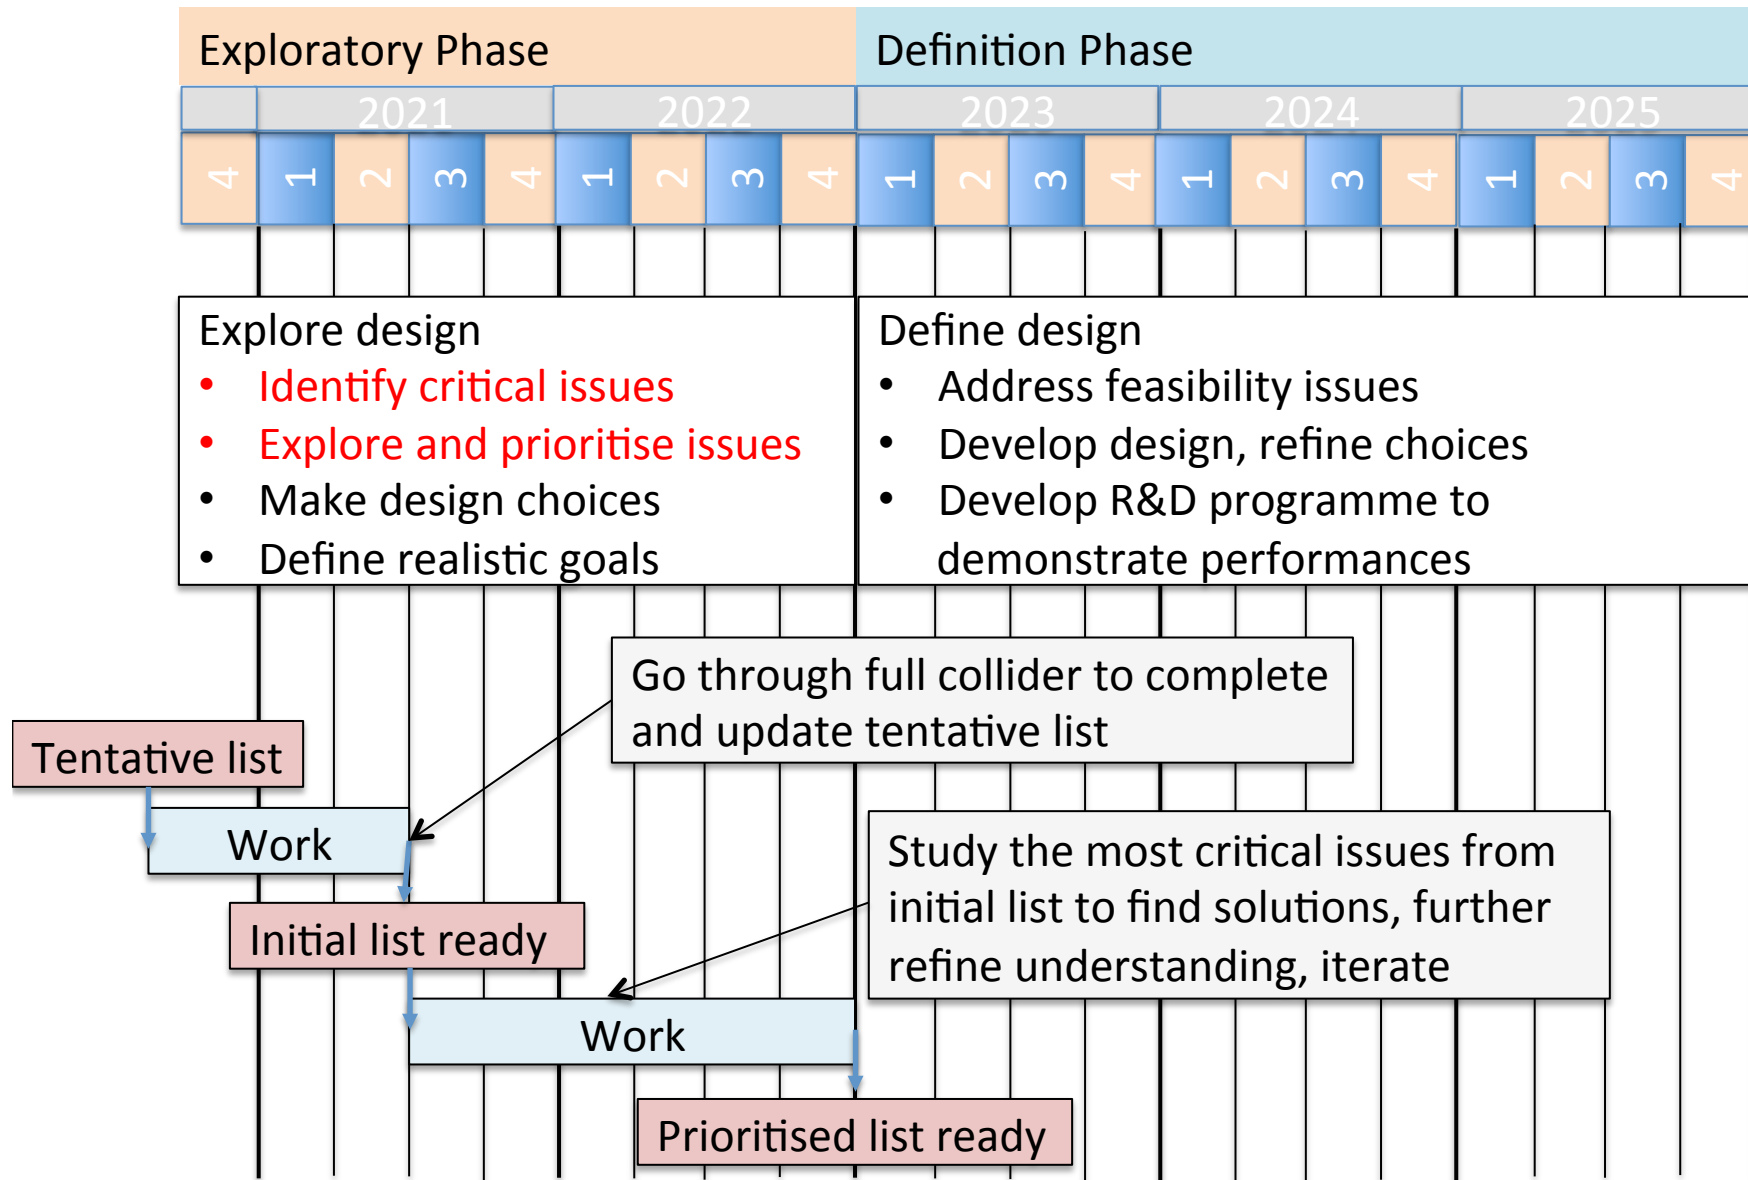 Exploratory Phase
Definition Phase
2021 2022 2023 2024 2025
4 1 2 3 4 1 2 3 4 1 2 3 4 1 2 3 4 1 2 3 4
Explore design
• Identify critical issues
• Explore and prioritise issues
• Make design choices
• Define realistic goals
Define design
• Address feasibility issues
• Develop design, refine choices
• Develop R&D programme to
demonstrate performances
Go through full collider to complete
and update tentative list
Tentative list
Work
Study the most critical issues from
initial list to find solutions, further
refine understanding, iterate
Initial list ready
Work
Prioritised list ready